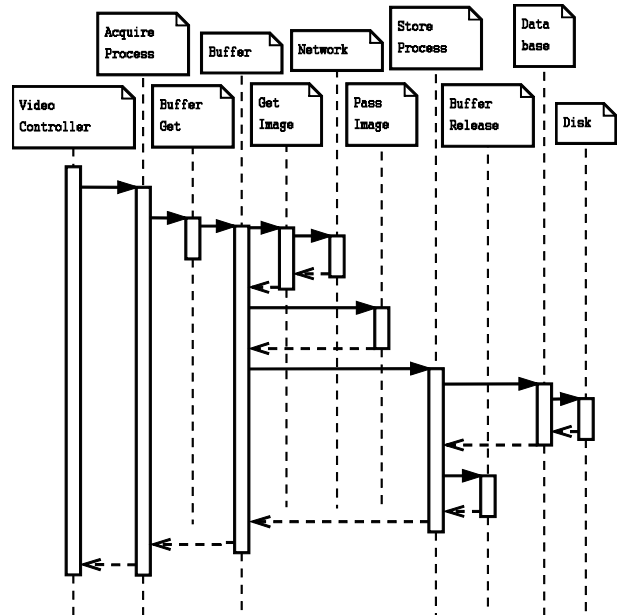 Acquire
Process
Buffer
Network
Store
Process
Data
base
Video
Controller
Buffer
Get
Get
Image
Pass
Image
Buffer
Release
Disk